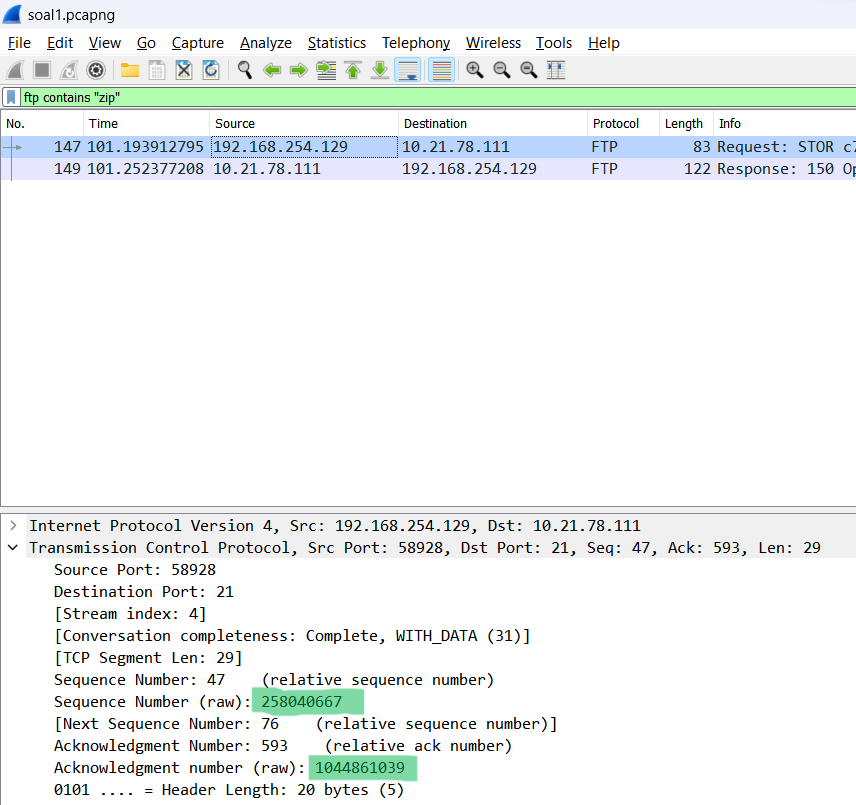 soal1.pcapng
File Edit View Go Capture Analyze Statistics Telephony Wireless Tools Help
ftp contains "zip"
No. Time Source Destination Protocol Length Info
147 101.193912795 192.168.254.129 10.21.78.111 FTP 83 Request: STOR c7
149 101.252377208 10.21.78.111 192.168.254.129 FTP 122 Response: 150 Op
Internet Protocol Version 4, Src: 192.168.254.129, Dst: 10.21.78.111
Transmission Control Protocol, Src Port: 58928, Dst Port: 21, Seq: 47, Ack: 593, Len: 29
Source Port: 58928
Destination Port: 21
[Stream index: 4]
[Conversation completeness: Complete, WITH_DATA (31)]
[TCP Segment Len: 29]
Sequence Number: 47 (relative sequence number)
Sequence Number (raw): 258040667
[Next Sequence Number: 76 (relative sequence number)]
Acknowledgment Number: 593 (relative ack number)
Acknowledgment number (raw): 1044861039
0101 .... = Header Length: 20 bytes (5)